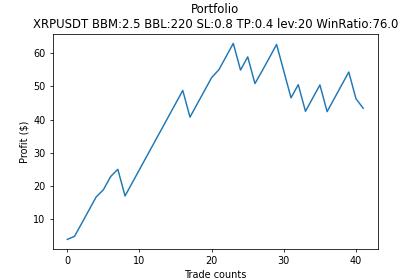 Portfolio
XRPUSDT BBM:2.5 BBL:220 SL:0.8 TP:0.4 lev:20 WinRatio:76.0
60
50
40
30
20
10
Profit ($)
0 10 20 30 40
Trade counts